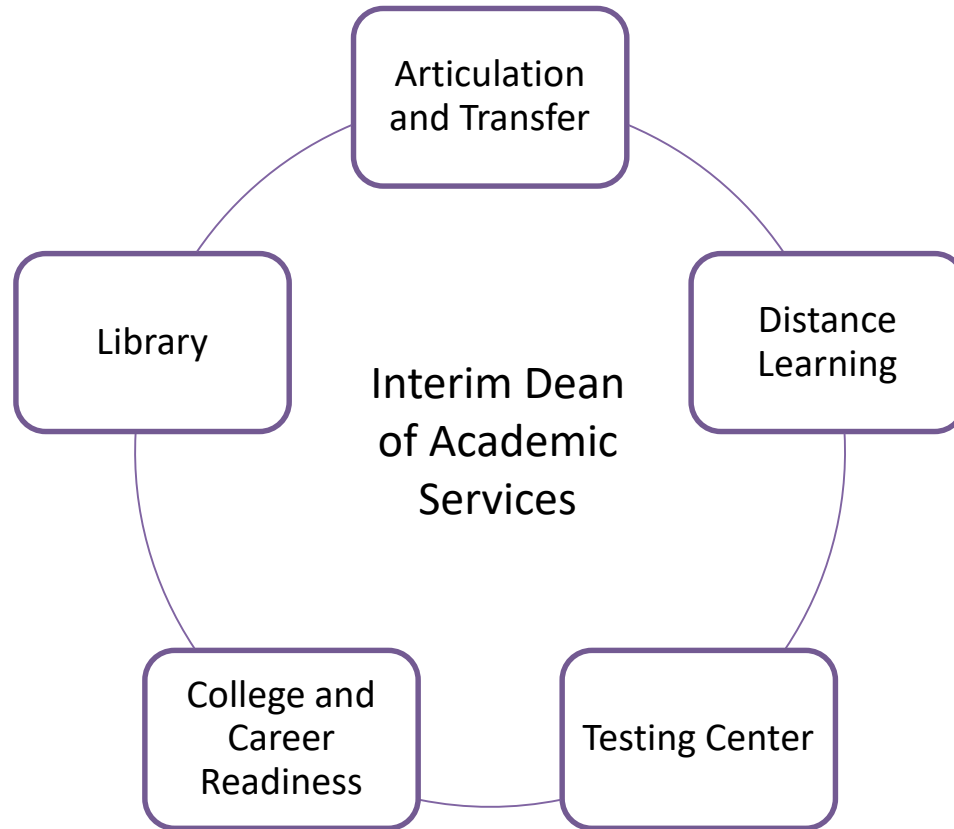 Articulation
and Transfer
Distance
Learning
Library
Interim Dean
of Academic
Services
College and
Career
Readiness
Testing Center